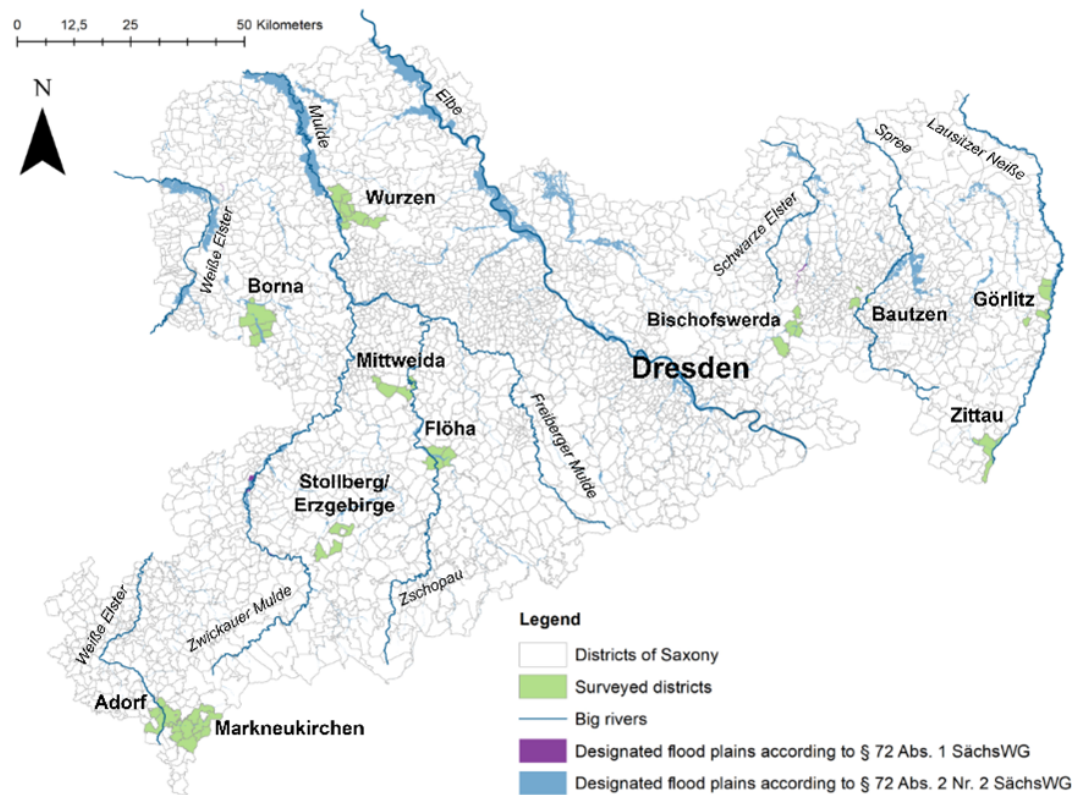 0 12,5 25 50 Kilometers
N
Elbe
Mulde
Spree
Lausitzer Neiße
Wurzen
Weiße Elster
Schwarze Elster
Borna
Görlitz
Bischofswerda
Bautzen
Mittweida
Dresden
Flöha
Freiberger Mulde
Zittau
Stollberg/
Erzgebirge
Zschopau
Weiße Elster
Zwickauer Mulde
Adorf
Markneukirchen
Legend
Districts of Saxony
Surveyed districts
Big rivers
Designated flood plains according to § 72 Abs. 1 SächsWG
Designated flood plains according to § 72 Abs. 2 Nr. 2 SächsWG